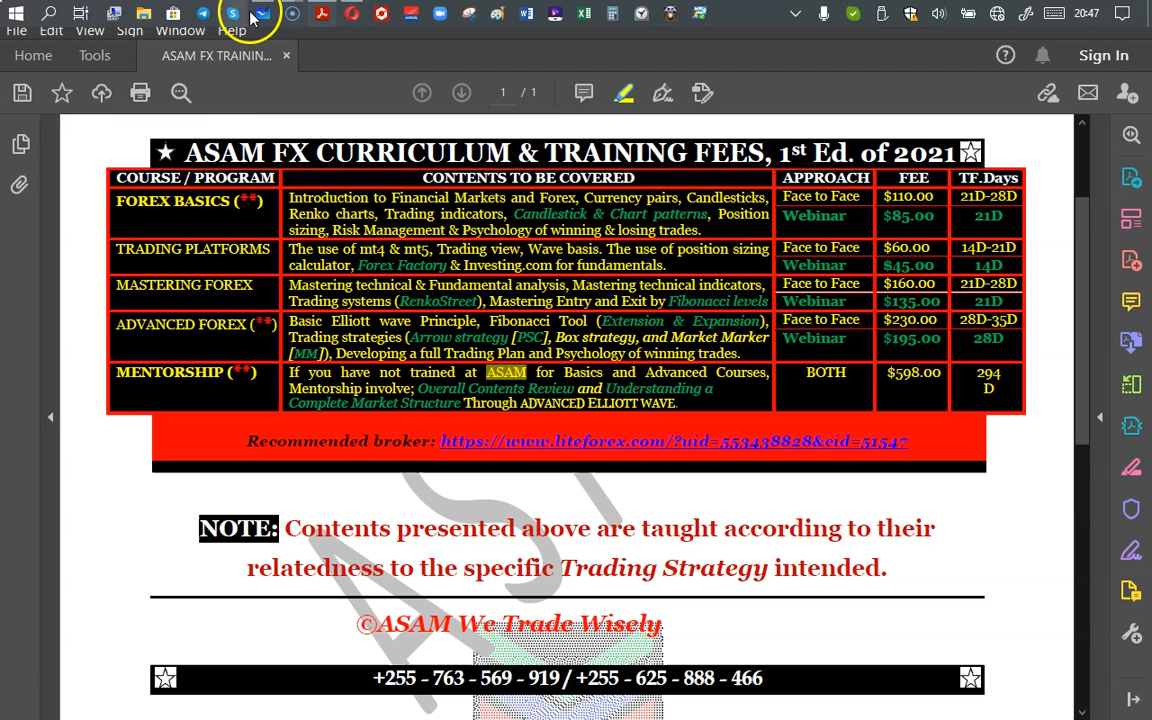 20:47
File Edit View Sign Window Help
Home Tools ASAM FX TRAININ... × Sign In
1 / 1
★ ASAM FX CURRICULUM & TRAINING FEES, 1st Ed. of 2021
COURSE / PROGRAM CONTENTS TO BE COVERED APPROACH FEE TF.Days
FOREX BASICS (**) Introduction to Financial Markets and Forex, Currency pairs, Candlesticks, Face to Face $110.00 21D-28D
Renko charts, Trading indicators, Candlestick & Chart patterns, Position Webinar $85.00 21D
sizing, Risk Management & Psychology of winning & losing trades.
TRADING PLATFORMS The use of mt4 & mt5, Trading view, Wave basis. The use of position sizing Face to Face $60.00 14D-21D
calculator, Forex Factory & Investing.com for fundamentals. Webinar $45.00 14D
MASTERING FOREX Mastering technical & Fundamental analysis, Mastering technical indicators, Face to Face $160.00 21D-28D
Trading systems (RenkoStreet), Mastering Entry and Exit by Fibonacci levels Webinar $135.00 21D
ADVANCED FOREX (**) Basic Elliott wave Principle, Fibonacci Tool (Extension & Expansion), Face to Face $230.00 28D-35D
Trading strategies (Arrow strategy [PSC], Box strategy, and Market Marker Webinar $195.00 28D
[MM]), Developing a full Trading Plan and Psychology of winning trades.
MENTORSHIP (**) If you have not trained at ASAM for Basics and Advanced Courses, BOTH $598.00 294
Mentorship involve; Overall Contents Review and Understanding a D
Complete Market Structure Through ADVANCED ELLIOTT WAVE.
Recommended broker: https://www.liteforex.com/?uid=553438828&cid=51547
NOTE: Contents presented above are taught according to their
relatedness to the specific Trading Strategy intended.
©ASAM We Trade Wisely
+255 - 763 - 569 - 919 / +255 - 625 - 888 - 466